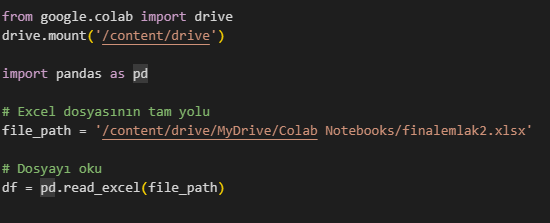 from google.colab import drive
drive.mount('/content/drive')
import pandas as pd
# Excel dosyasının tam yolu
file_path = '/content/drive/MyDrive/Colab Notebooks/finalemlak2.xlsx'
# Dosyayı oku
df = pd.read_excel(file_path)